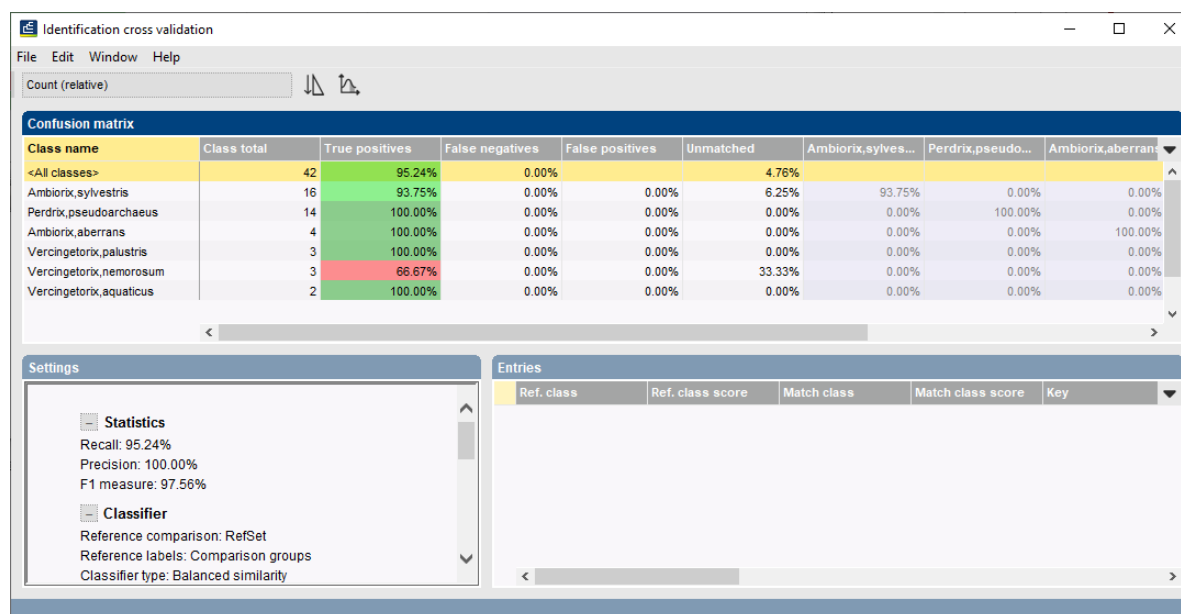 Identification cross validation
File Edit Window Help
Count (relative)
Confusion matrix
Class name Class total True positives False negatives False positives Unmatched Ambiorix,sylves... Perdrix,pseudo... Ambiorix,aberrans
<All classes> 42 95.24% 0.00% 4.76%
Ambiorix,sylvestris 16 93.75% 0.00% 0.00% 6.25% 93.75% 0.00% 0.00%
Perdrix,pseudoarchaeus 14 100.00% 0.00% 0.00% 0.00% 0.00% 100.00% 0.00%
Ambiorix,aberrans 4 100.00% 0.00% 0.00% 0.00% 0.00% 0.00% 100.00%
Vercingetorix,palustris 3 100.00% 0.00% 0.00% 0.00% 0.00% 0.00% 0.00%
Vercingetorix,nemorosum 3 66.67% 0.00% 0.00% 33.33% 0.00% 0.00% 0.00%
Vercingetorix,aquaticus 2 100.00% 0.00% 0.00% 0.00% 0.00% 0.00% 0.00%
Settings
Statistics
Recall: 95.24%
Precision: 100.00%
F1 measure: 97.56%
Classifier
Reference comparison: RefSet
Reference labels: Comparison groups
Classifier type: Balanced similarity
Entries
Ref. class Ref. class score Match class Match class score Key